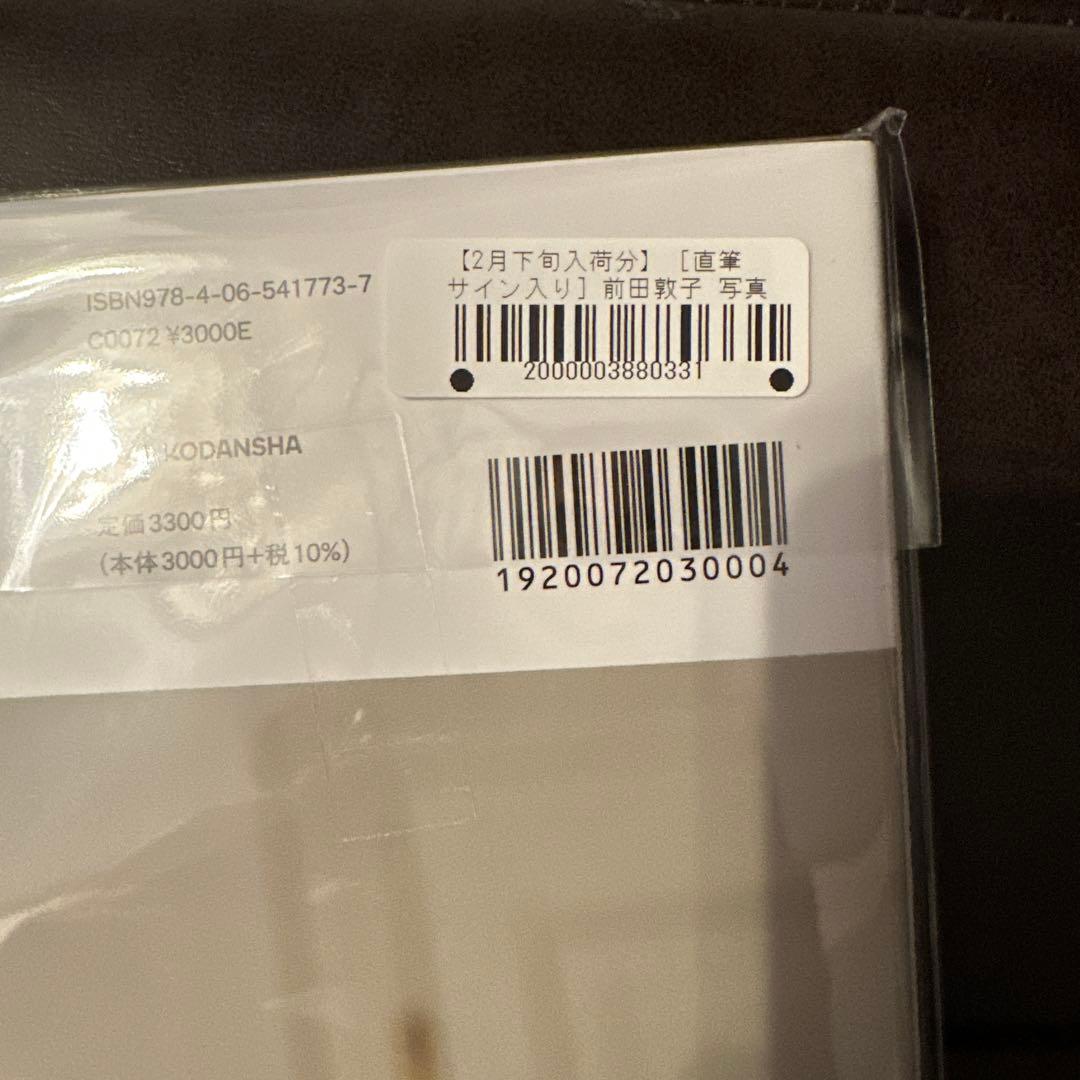 【2月下旬入荷分】 [直筆
サイン入り] 前田敦子 写真
2000003880331
ISBN978-4-06-541773-7
C0072 ¥3000E
KODANSHA
定価3300円
(本体3000円+税10%)
1920072030004